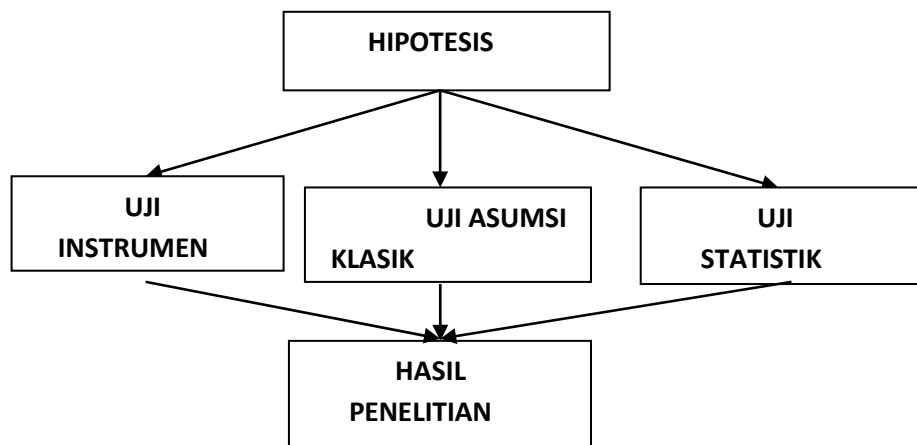 HIPOTESIS
UJI
INSTRUMEN
UJI ASUMSI
KLASIK
UJI
STATISTIK
HASIL
PENELITIAN